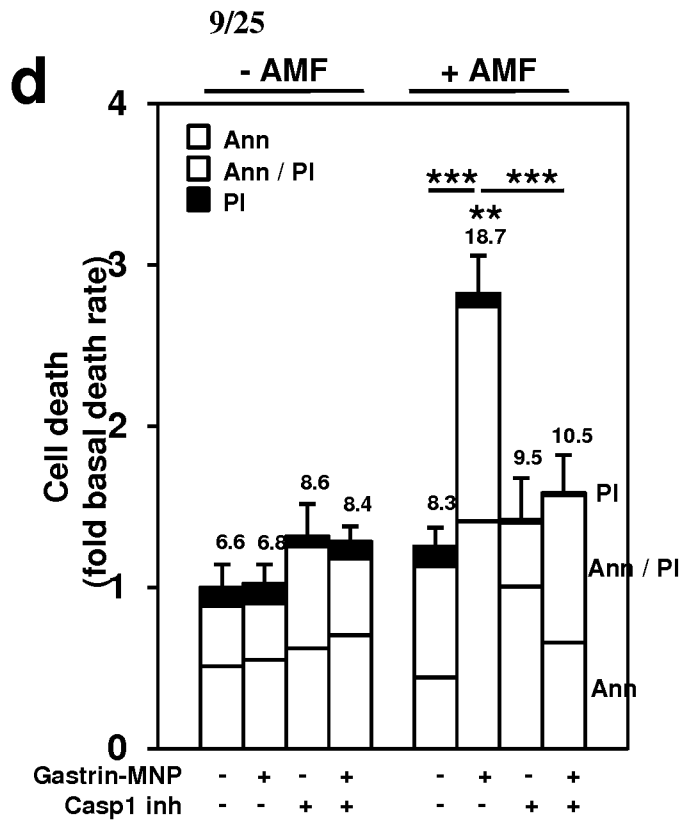 9/25
d
- AMF + AMF
4
Ann
Ann / PI
PI
*** ***
**
18.7
3
Cell death
(fold basal death rate)
2
10.5
9.5
8.6
8.4
8.3
PI
6.6 6.8
Ann / PI
1
Ann
0
Gastrin-MNP - + - + - + - +
Casp1 inh - - + + - - + +